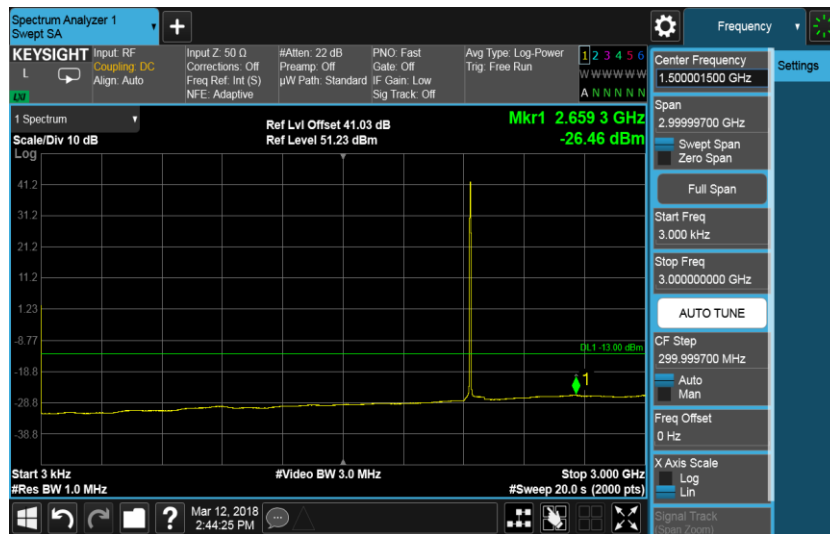 Spectrum Analyzer 1
Swept SA
Frequency
KEYSIGHT
L
LXI
Input: RF
Coupling: DC
Align: Auto
Input Z: 50 Ω
Corrections: Off
Freq Ref: Int (S)
NFE: Adaptive
#Atten: 22 dB
Preamp: Off
µW Path: Standard
PNO: Fast
Gate: Off
IF Gain: Low
Sig Track: Off
Avg Type: Log-Power
Trig: Free Run
1 2 3 4 5 6
W W W W W W
A N N N N N
1 Spectrum
Scale/Div 10 dB
Log
Ref Lvl Offset 41.03 dB
Ref Level 51.23 dBm
Mkr1 2.659 3 GHz
-26.46 dBm
41.2
31.2
21.2
11.2
1.23
-8.77
-18.8
-28.8
-38.8
DL1 -13.00 dBm
1
Start 3 kHz
#Res BW 1.0 MHz
#Video BW 3.0 MHz
Stop 3.000 GHz
#Sweep 20.0 s (2000 pts)
Center Frequency
1.500001500 GHz
Settings
Span
2.99999700 GHz
Swept Span
Zero Span
Full Span
Start Freq
3.000 kHz
Stop Freq
3.000000000 GHz
AUTO TUNE
CF Step
299.999700 MHz
Auto
Man
Freq Offset
0 Hz
X Axis Scale
Log
Lin
Signal Track
(Span Zoom)
?
Mar 12, 2018
2:44:25 PM